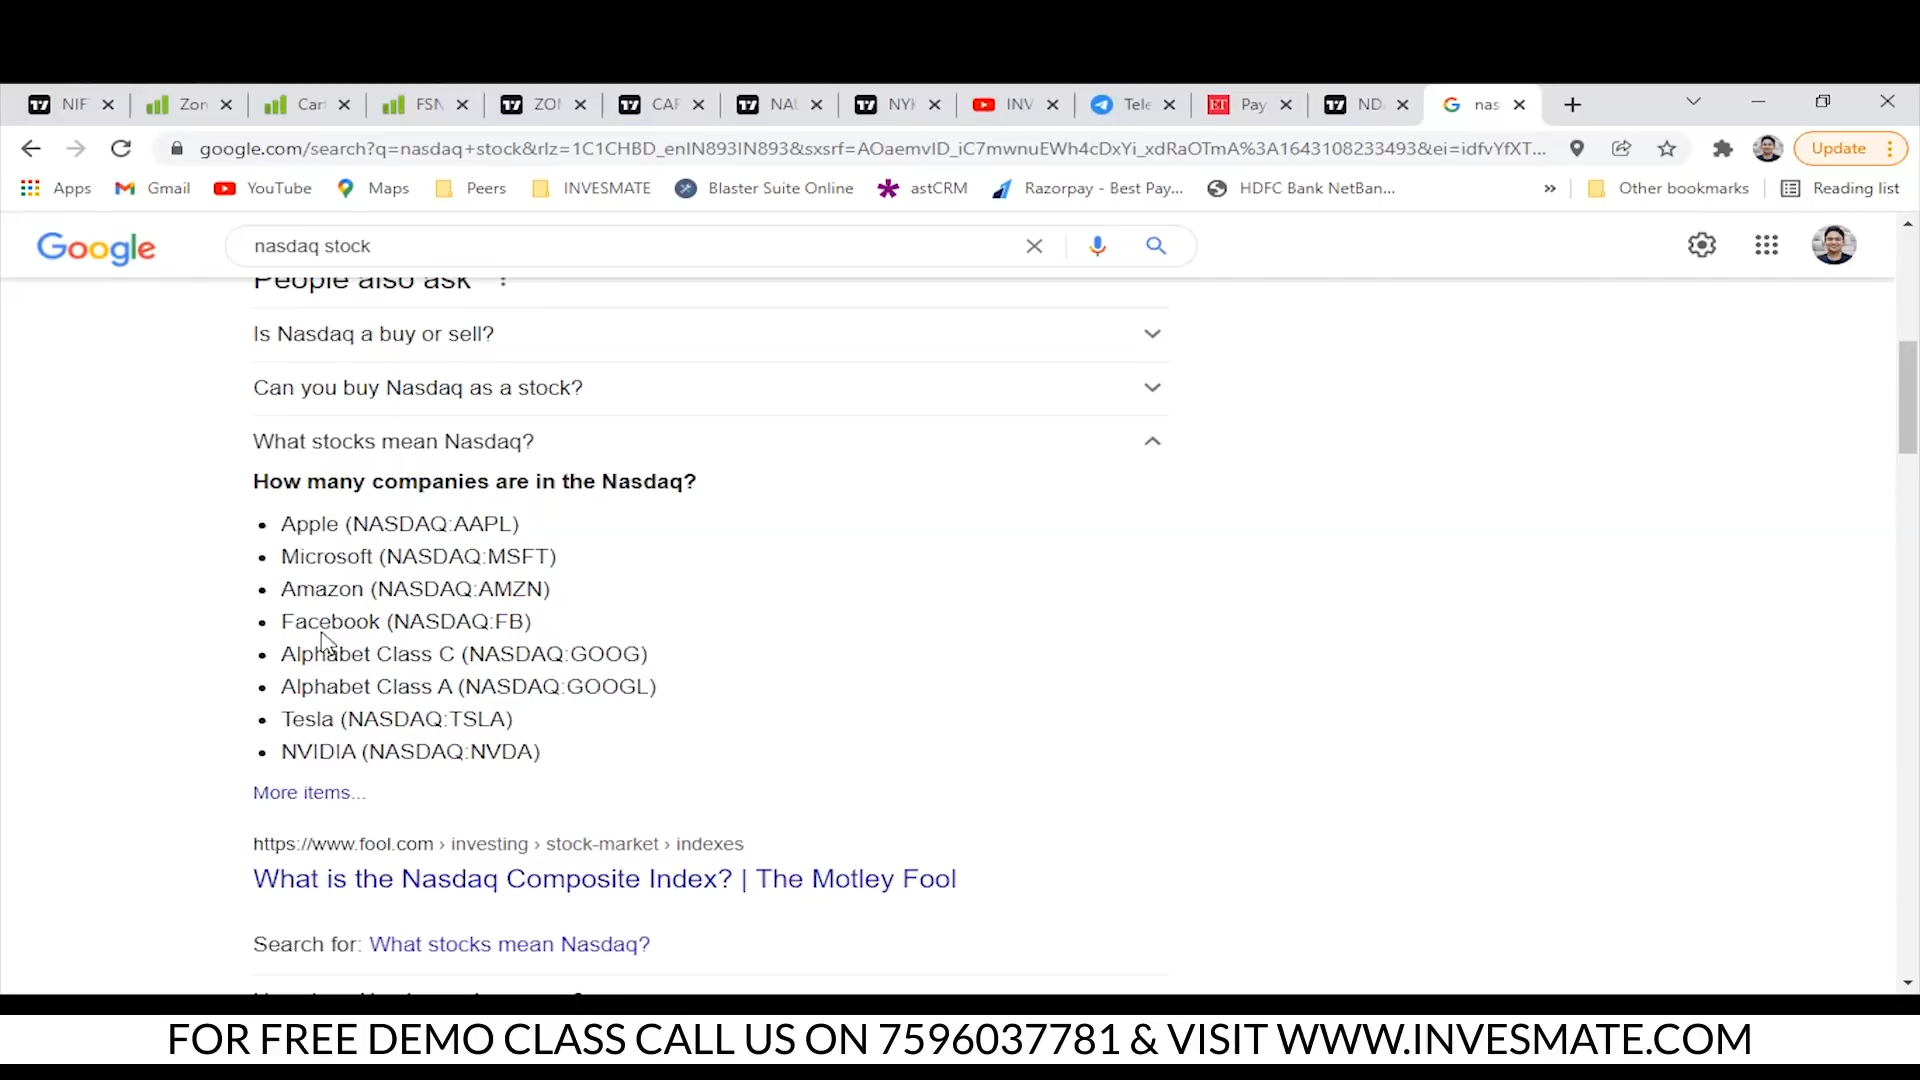 NIF Zon Car FSN ZO CAF NAU NY INV Tele ET Pay ND nas
google.com/search?q=nasdaq+stock&rlz=1C1CHBD_enIN893IN893&sxsrf=AOaemvID_iC7mwnuEWh4cDxYi_xdRaOTmA%3A1643108233493&ei=idfvYfXT... Update
Apps Gmail YouTube Maps Peers INVESMATE Blaster Suite Online astCRM Razorpay - Best Pay... HDFC Bank NetBan... » Other bookmarks Reading list
Google nasdaq stock
People also ask
Is Nasdaq a buy or sell?
Can you buy Nasdaq as a stock?
What stocks mean Nasdaq?
How many companies are in the Nasdaq?
• Apple (NASDAQ:AAPL)
• Microsoft (NASDAQ:MSFT)
• Amazon (NASDAQ:AMZN)
• Facebook (NASDAQ:FB)
• Alphabet Class C (NASDAQ:GOOG)
• Alphabet Class A (NASDAQ:GOOGL)
• Tesla (NASDAQ:TSLA)
• NVIDIA (NASDAQ:NVDA)
More items...
https://www.fool.com › investing › stock-market › indexes
What is the Nasdaq Composite Index? | The Motley Fool
Search for: What stocks mean Nasdaq?
FOR FREE DEMO CLASS CALL US ON 7596037781 & VISIT WWW.INVESMATE.COM